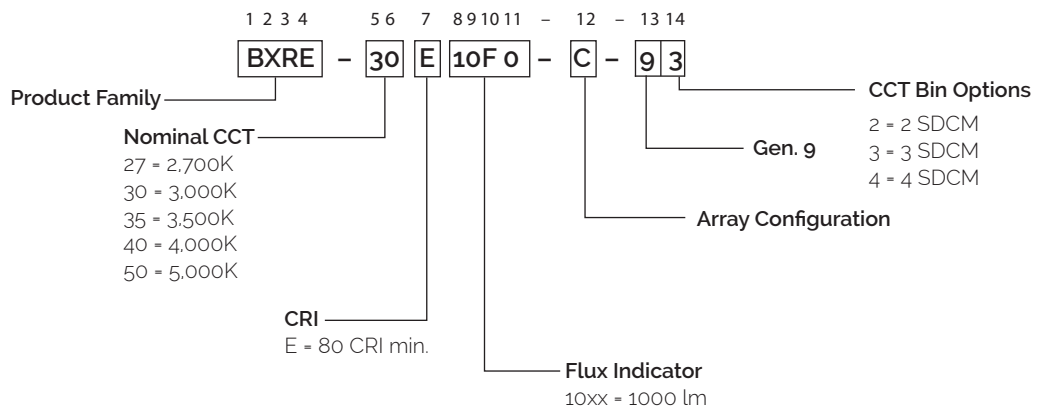 1 2 3 4 5 6 7 8 9 10 11 – 12 – 13 14
BXRE – 30 E 10F0 – C – 9 3
Product Family
CCT Bin Options
2 = 2 SDCM
3 = 3 SDCM
4 = 4 SDCM
Nominal CCT
27 = 2,700K
30 = 3,000K
35 = 3,500K
40 = 4,000K
50 = 5,000K
Gen. 9
Array Configuration
CRI
E = 80 CRI min.
Flux Indicator
10xx = 1000 lm